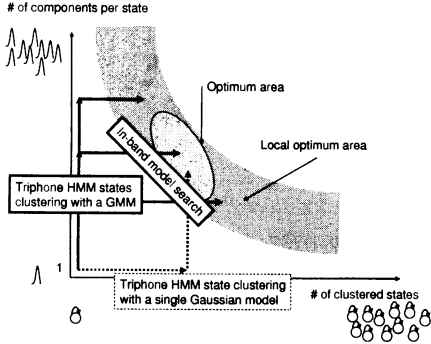 # of components per state
Optimum area
Local optimum area
In-band model search
Triphone HMM states
clustering with a GMM
1
Triphone HMM state clustering
with a single Gaussian model
# of clustered states